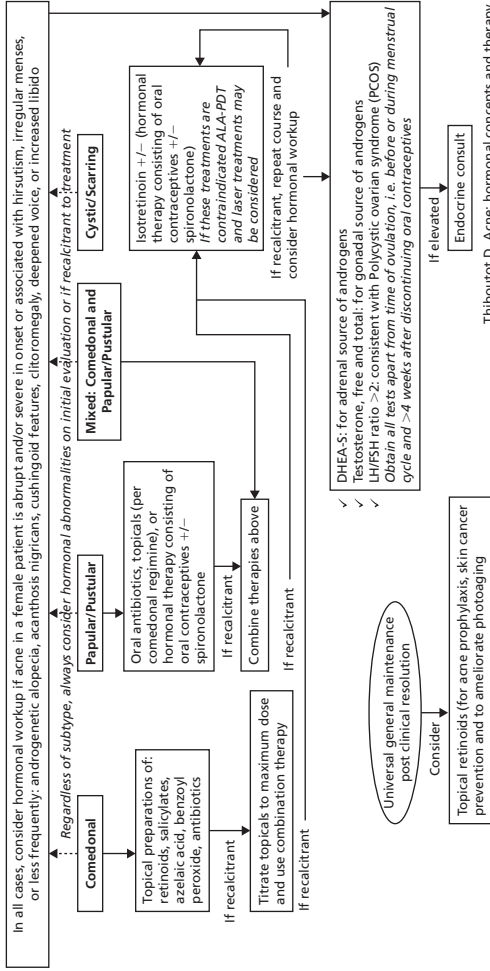 In all cases, consider hormonal workup if acne in a female patient is abrupt and/or severe in onset or associated with hirsutism, irregular menses,
or less frequently: androgenetic alopecia, acanthosis nigricans, cushingoid features, clitoromegaly, deepened voice, or increased libido
Regardless of subtype, always consider hormonal abnormalities on initial evaluation or if recalcitrant to treatment
Comedonal
Topical preparations of:
retinoids, salicylates,
azelaic acid, benzoyl
peroxide, antibiotics
If recalcitrant
Titrate topicals to maximum dose
and use combination therapy
If recalcitrant
Papular/Pustular
Oral antibiotics, topicals (per
comedonal regimine), or
hormonal therapy consisting of
oral contraceptives +/−
spironolactone
If recalcitrant
Combine therapies above
If recalcitrant
Mixed: Comedonal and
Papular/Pustular
Cystic/Scarring
Isotretinoin +/− (hormonal
therapy consisting of oral
contraceptives +/−
spironolactone)
If these treatments are
contraindicated ALA-PDT
and laser treatments may
be considered
If recalcitrant, repeat course and
consider hormonal workup
✓ DHEA-S: for adrenal source of androgens
✓ Testosterone, free and total: for gonadal source of androgens
✓ LH/FSH ratio >2: consistent with Polycystic ovarian syndrome (PCOS)
Obtain all tests apart from time of ovulation, i.e. before or during menstrual
cycle and >4 weeks after discontinuing oral contraceptives
If elevated
Endocrine consult
Universal general maintenance
post clinical resolution
Consider
Topical retinoids (for acne prophylaxis, skin cancer
prevention and to ameliorate photoaging
Thiboutot D. Acne: hormonal concepts and therapy